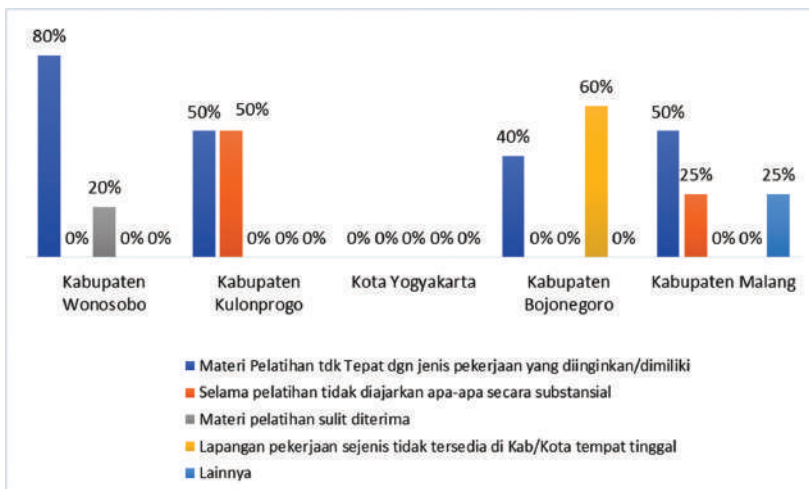 80%
0%
20%
0%
0%
50%
50%
0%
0%
0%
0%
0%
0%
0%
0%
40%
0%
0%
60%
0%
50%
25%
0%
0%
25%
Kabupaten
Wonosobo
Kabupaten
Kulonprogo
Kota Yogyakarta
Kabupaten
Bojonegoro
Kabupaten Malang
Materi Pelatihan tdk Tepat dgn jenis pekerjaan yang diinginkan/dimiliki
Selama pelatihan tidak diajarkan apa-apa secara substansial
Materi pelatihan sulit diterima
Lapangan pekerjaan sejenis tidak tersedia di Kab/Kota tempat tinggal
Lainnya